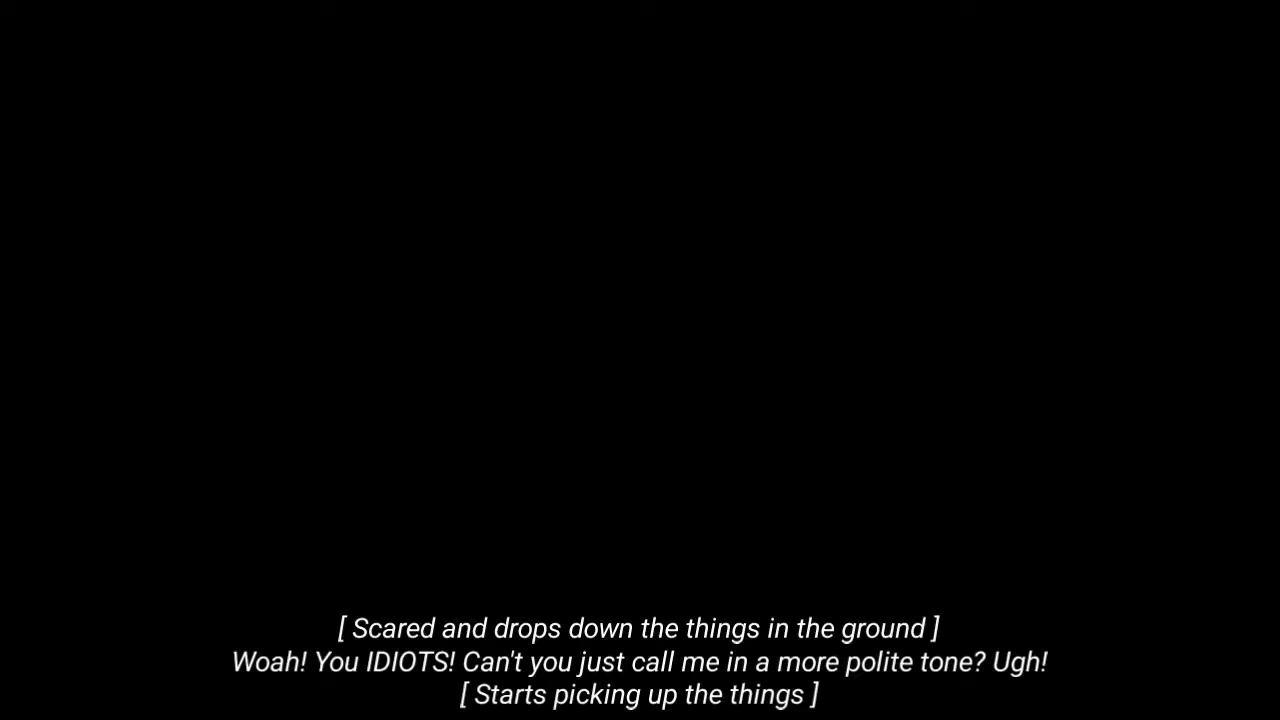 [ Scared and drops down the things in the ground ]
Woah! You IDIOTS! Can't you just call me in a more polite tone? Ugh!
[ Starts picking up the things ]